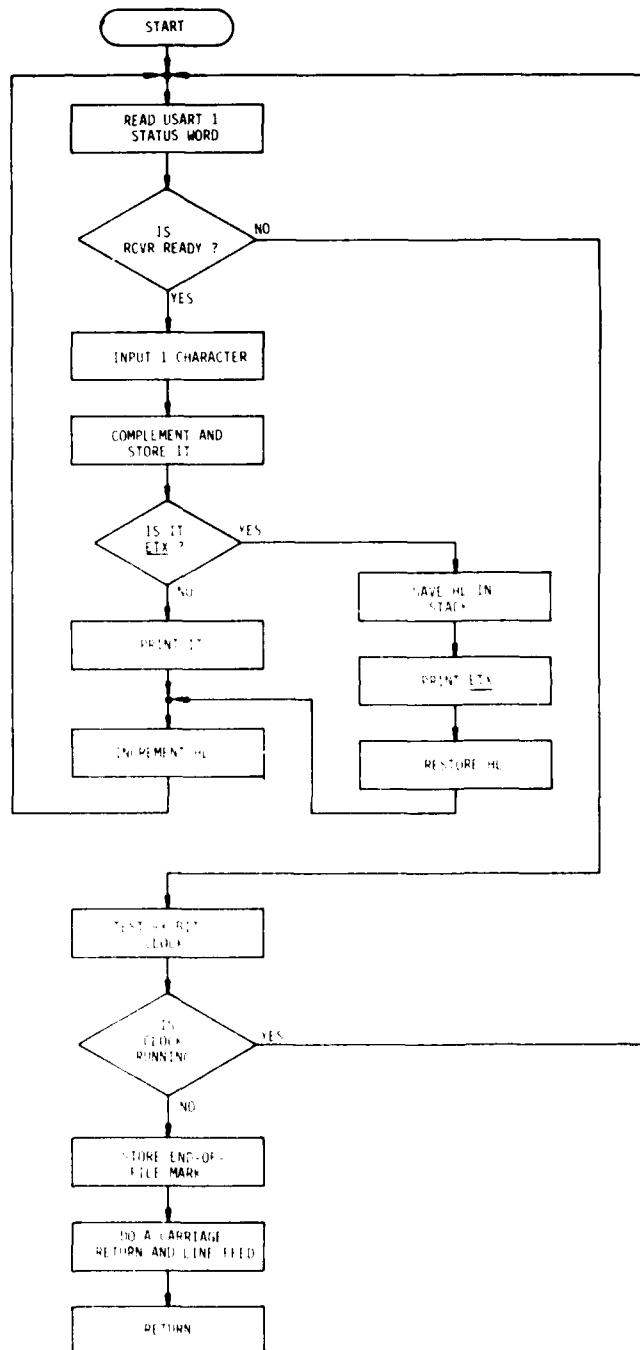 START
READ USART 1
STATUS WORD
IS
RCVR READY ?
NO
YES
INPUT 1 CHARACTER
COMPLEMENT AND
STORE IT
IS IT
ETX ?
YES
NO
SAVE HL IN
STACK
PRINT IT
PRINT ETX
INCREMENT HL
RESTORE HL
TEST BIT
CLOCK
IS
CLOCK
RUNNING
YES
NO
STORE END-OF-
FILE MARK
DO A CARRIAGE
RETURN AND LINE FEED
RETURN